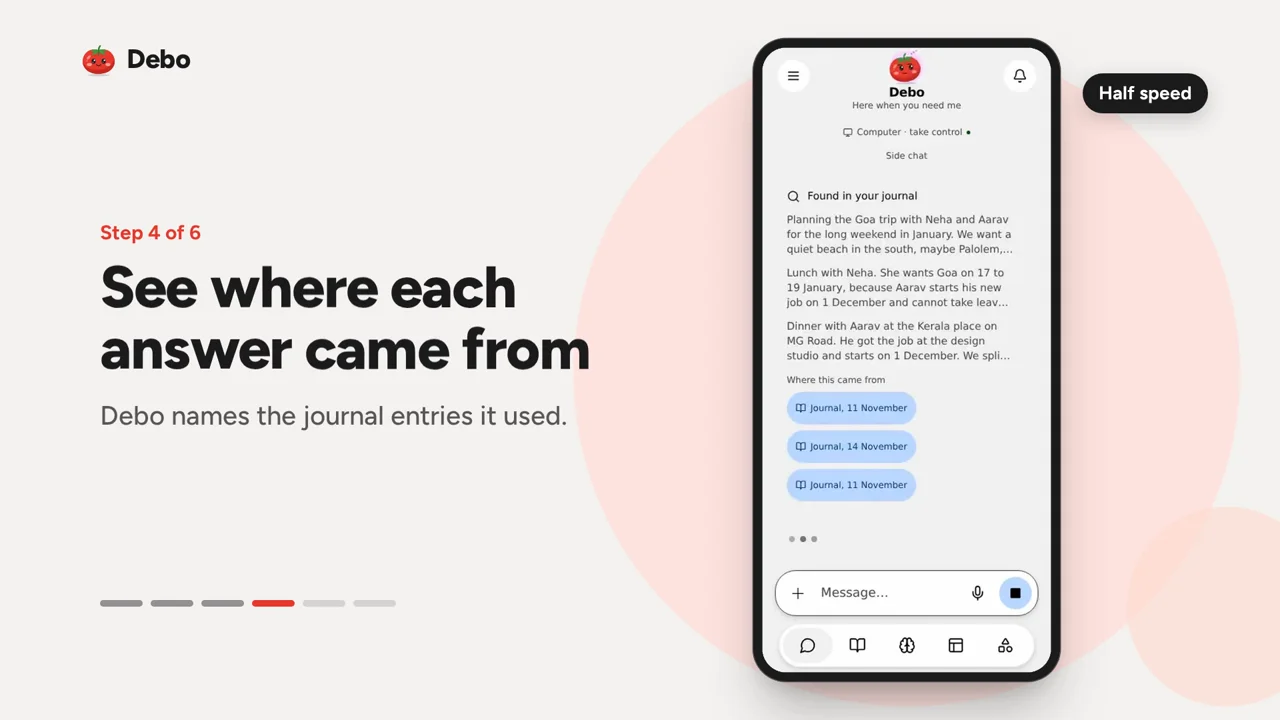 Debo
Step 4 of 6
See where each
answer came from
Debo names the journal entries it used.
Half speed
Debo
Here when you need me
Computer · take control
Side chat
Found in your journal
Planning the Goa trip with Neha and Aarav
for the long weekend in January. We want a
quiet beach in the south, maybe Palolem,…
Lunch with Neha. She wants Goa on 17 to
19 January, because Aarav starts his new
job on 1 December and cannot take leav…
Dinner with Aarav at the Kerala place on
MG Road. He got the job at the design
studio and starts on 1 December. We spli…
Where this came from
Journal, 11 November
Journal, 14 November
Journal, 11 November
Message…